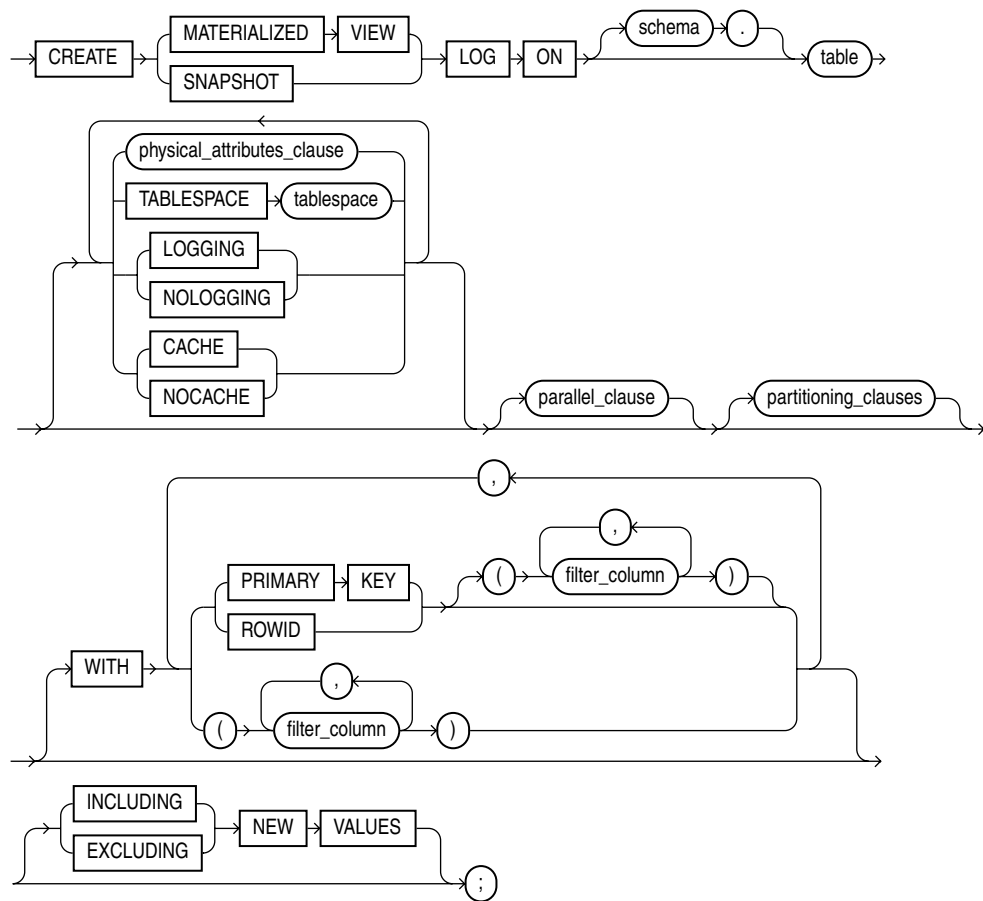 CREATE MATERIALIZED VIEW LOG ON schema . table
SNAPSHOT
physical_attributes_clause
TABLESPACE tablespace
LOGGING
NOLOGGING
CACHE
NOCACHE
parallel_clause partitioning_clauses
,
,
PRIMARY KEY ( filter_column )
ROWID
WITH
,
( filter_column )
INCLUDING
NEW VALUES
EXCLUDING
;